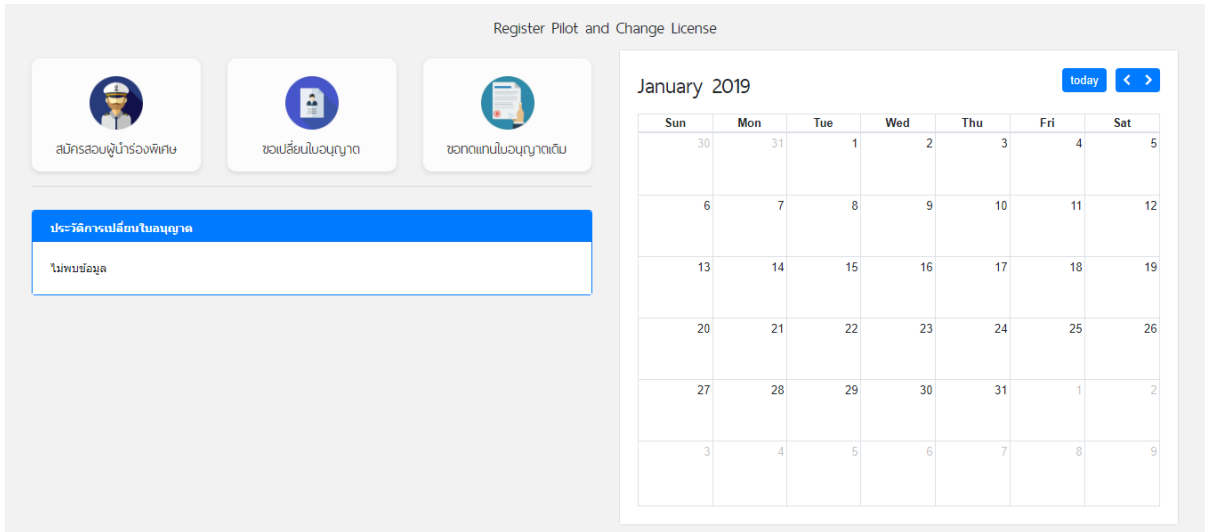 Register Pilot and Change License
สมัครสอบผู้นำร่องพิเศษ
ขอเปลี่ยนใบอนุญาต
ขอทดแทนใบอนุญาตเดิม
ประวัติการเปลี่ยนใบอนุญาต
ไม่พบข้อมูล
January 2019
today
Sun Mon Tue Wed Thu Fri Sat
30 31 1 2 3 4 5
6 7 8 9 10 11 12
13 14 15 16 17 18 19
20 21 22 23 24 25 26
27 28 29 30 31 1 2
3 4 5 6 7 8 9